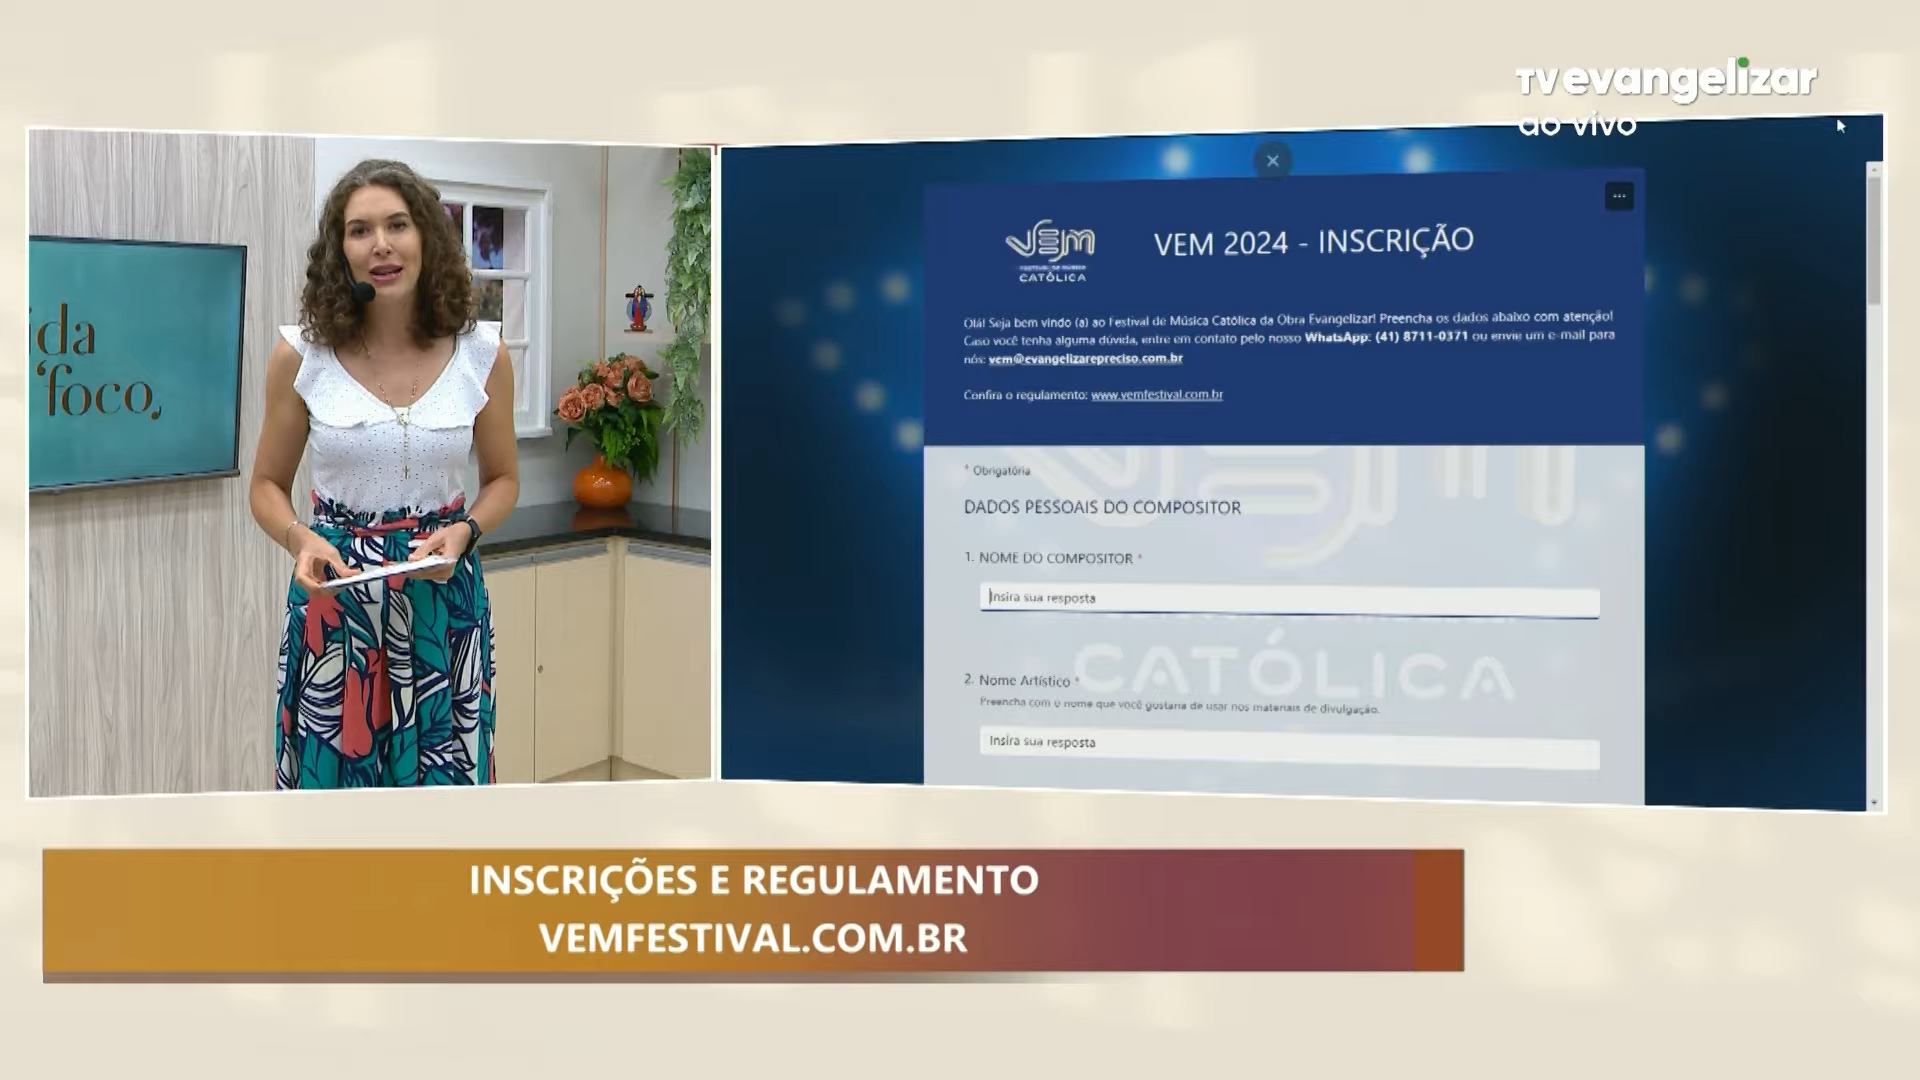 TVevangelizar
ao vivo
ida
foco,
VEM
FESTIVAL DE MÚSICA
CATÓLICA
VEM 2024 - INSCRIÇÃO
Olá! Seja bem vindo (a) ao Festival de Música Católica da Obra Evangelizar! Preencha os dados abaixo com atenção!
Caso você tenha alguma dúvida, entre em contato pelo nosso WhatsApp: (41) 8711-0371 ou envie um e-mail para
nós: vem@evangelizarepreciso.com.br
Confira o regulamento: www.vemfestival.com.br
* Obrigatória
DADOS PESSOAIS DO COMPOSITOR
1. NOME DO COMPOSITOR *
Insira sua resposta
CATÓLICA
2. Nome Artístico *
Preencha com o nome que você gostaria de usar nos materiais de divulgação.
Insira sua resposta
INSCRIÇÕES E REGULAMENTO
VEMFESTIVAL.COM.BR